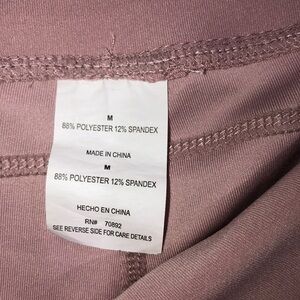 M
88% POLYESTER 12% SPANDEX
MADE IN CHINA
M
88% POLYESTER 12% SPANDEX
HECHO EN CHINA
RN# 70892
SEE REVERSE SIDE FOR CARE DETAILS